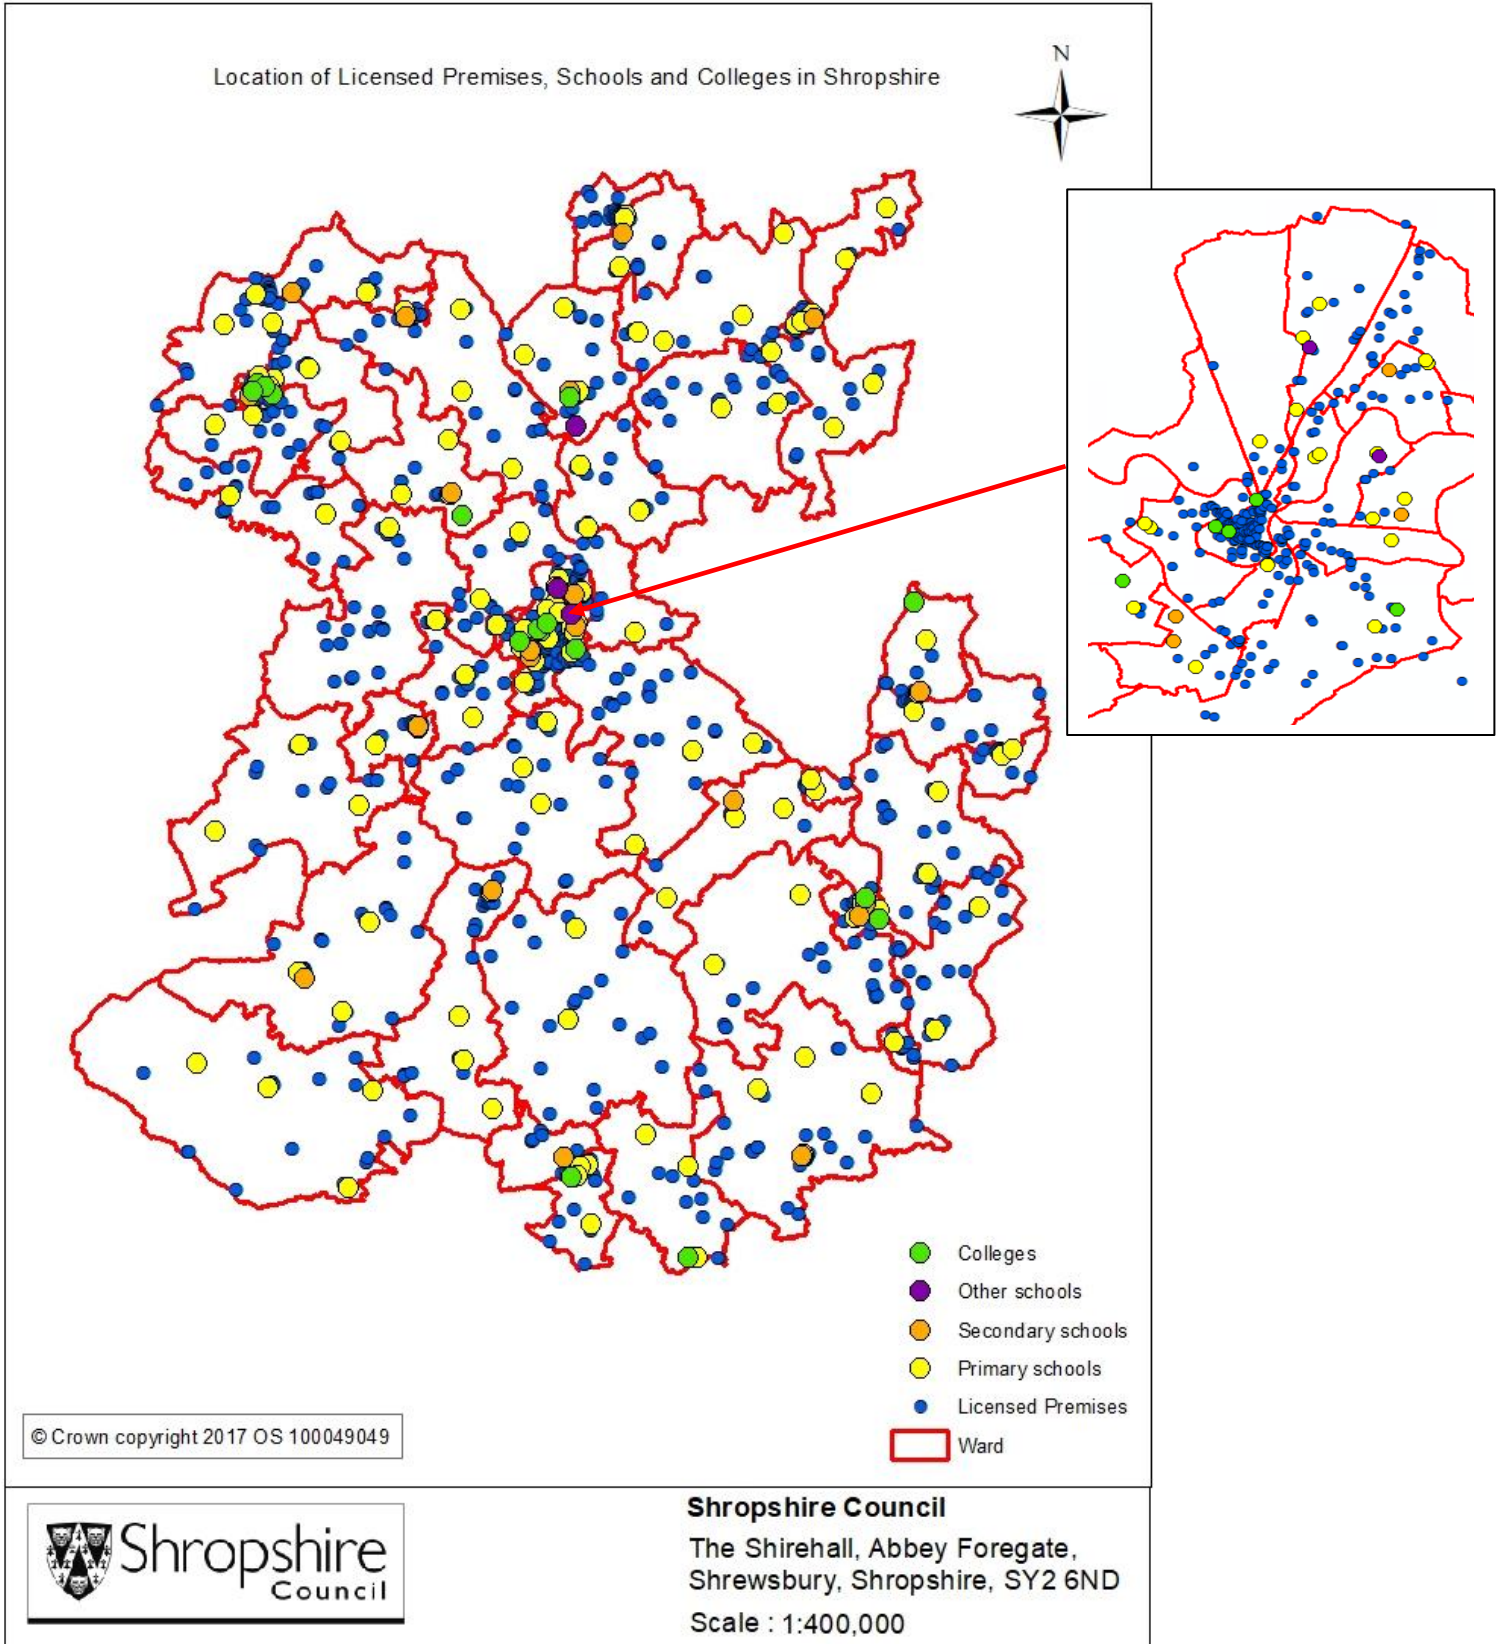 Location of Licensed Premises, Schools and Colleges in Shropshire
N
Colleges
Other schools
Secondary schools
Primary schools
Licensed Premises
Ward
© Crown copyright 2017 OS 100049049
Shropshire
Council
Shropshire Council
The Shirehall, Abbey Foregate,
Shrewsbury, Shropshire, SY2 6ND
Scale : 1:400,000